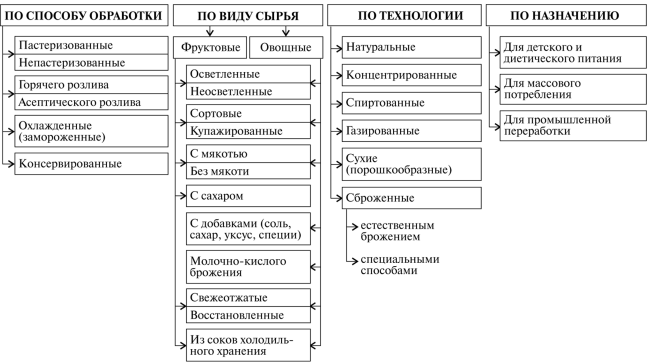 ПО СПОСОБУ ОБРАБОТКИ
Пастеризованные
Непастеризованные
Горячего розлива
Асептического розлива
Охлажденные
(замороженные)
Консервированные
ПО ВИДУ СЫРЬЯ
Фруктовые
Овощные
Осветленные
Неосветленные
Сортовые
Купажированные
С мякотью
Без мякоти
С сахаром
С добавками (соль,
сахар, уксус, специи)
Молочно-кислого
брожения
Свежеотжатые
Восстановленные
Из соков холодиль-
ного хранения
ПО ТЕХНОЛОГИИ
Натуральные
Концентрированные
Спиртованные
Газированные
Сухие
(порошкообразные)
Сброженные
естественным
брожением
специальными
способами
ПО НАЗНАЧЕНИЮ
Для детского и
диетического питания
Для массового
потребления
Для промышленной
переработки